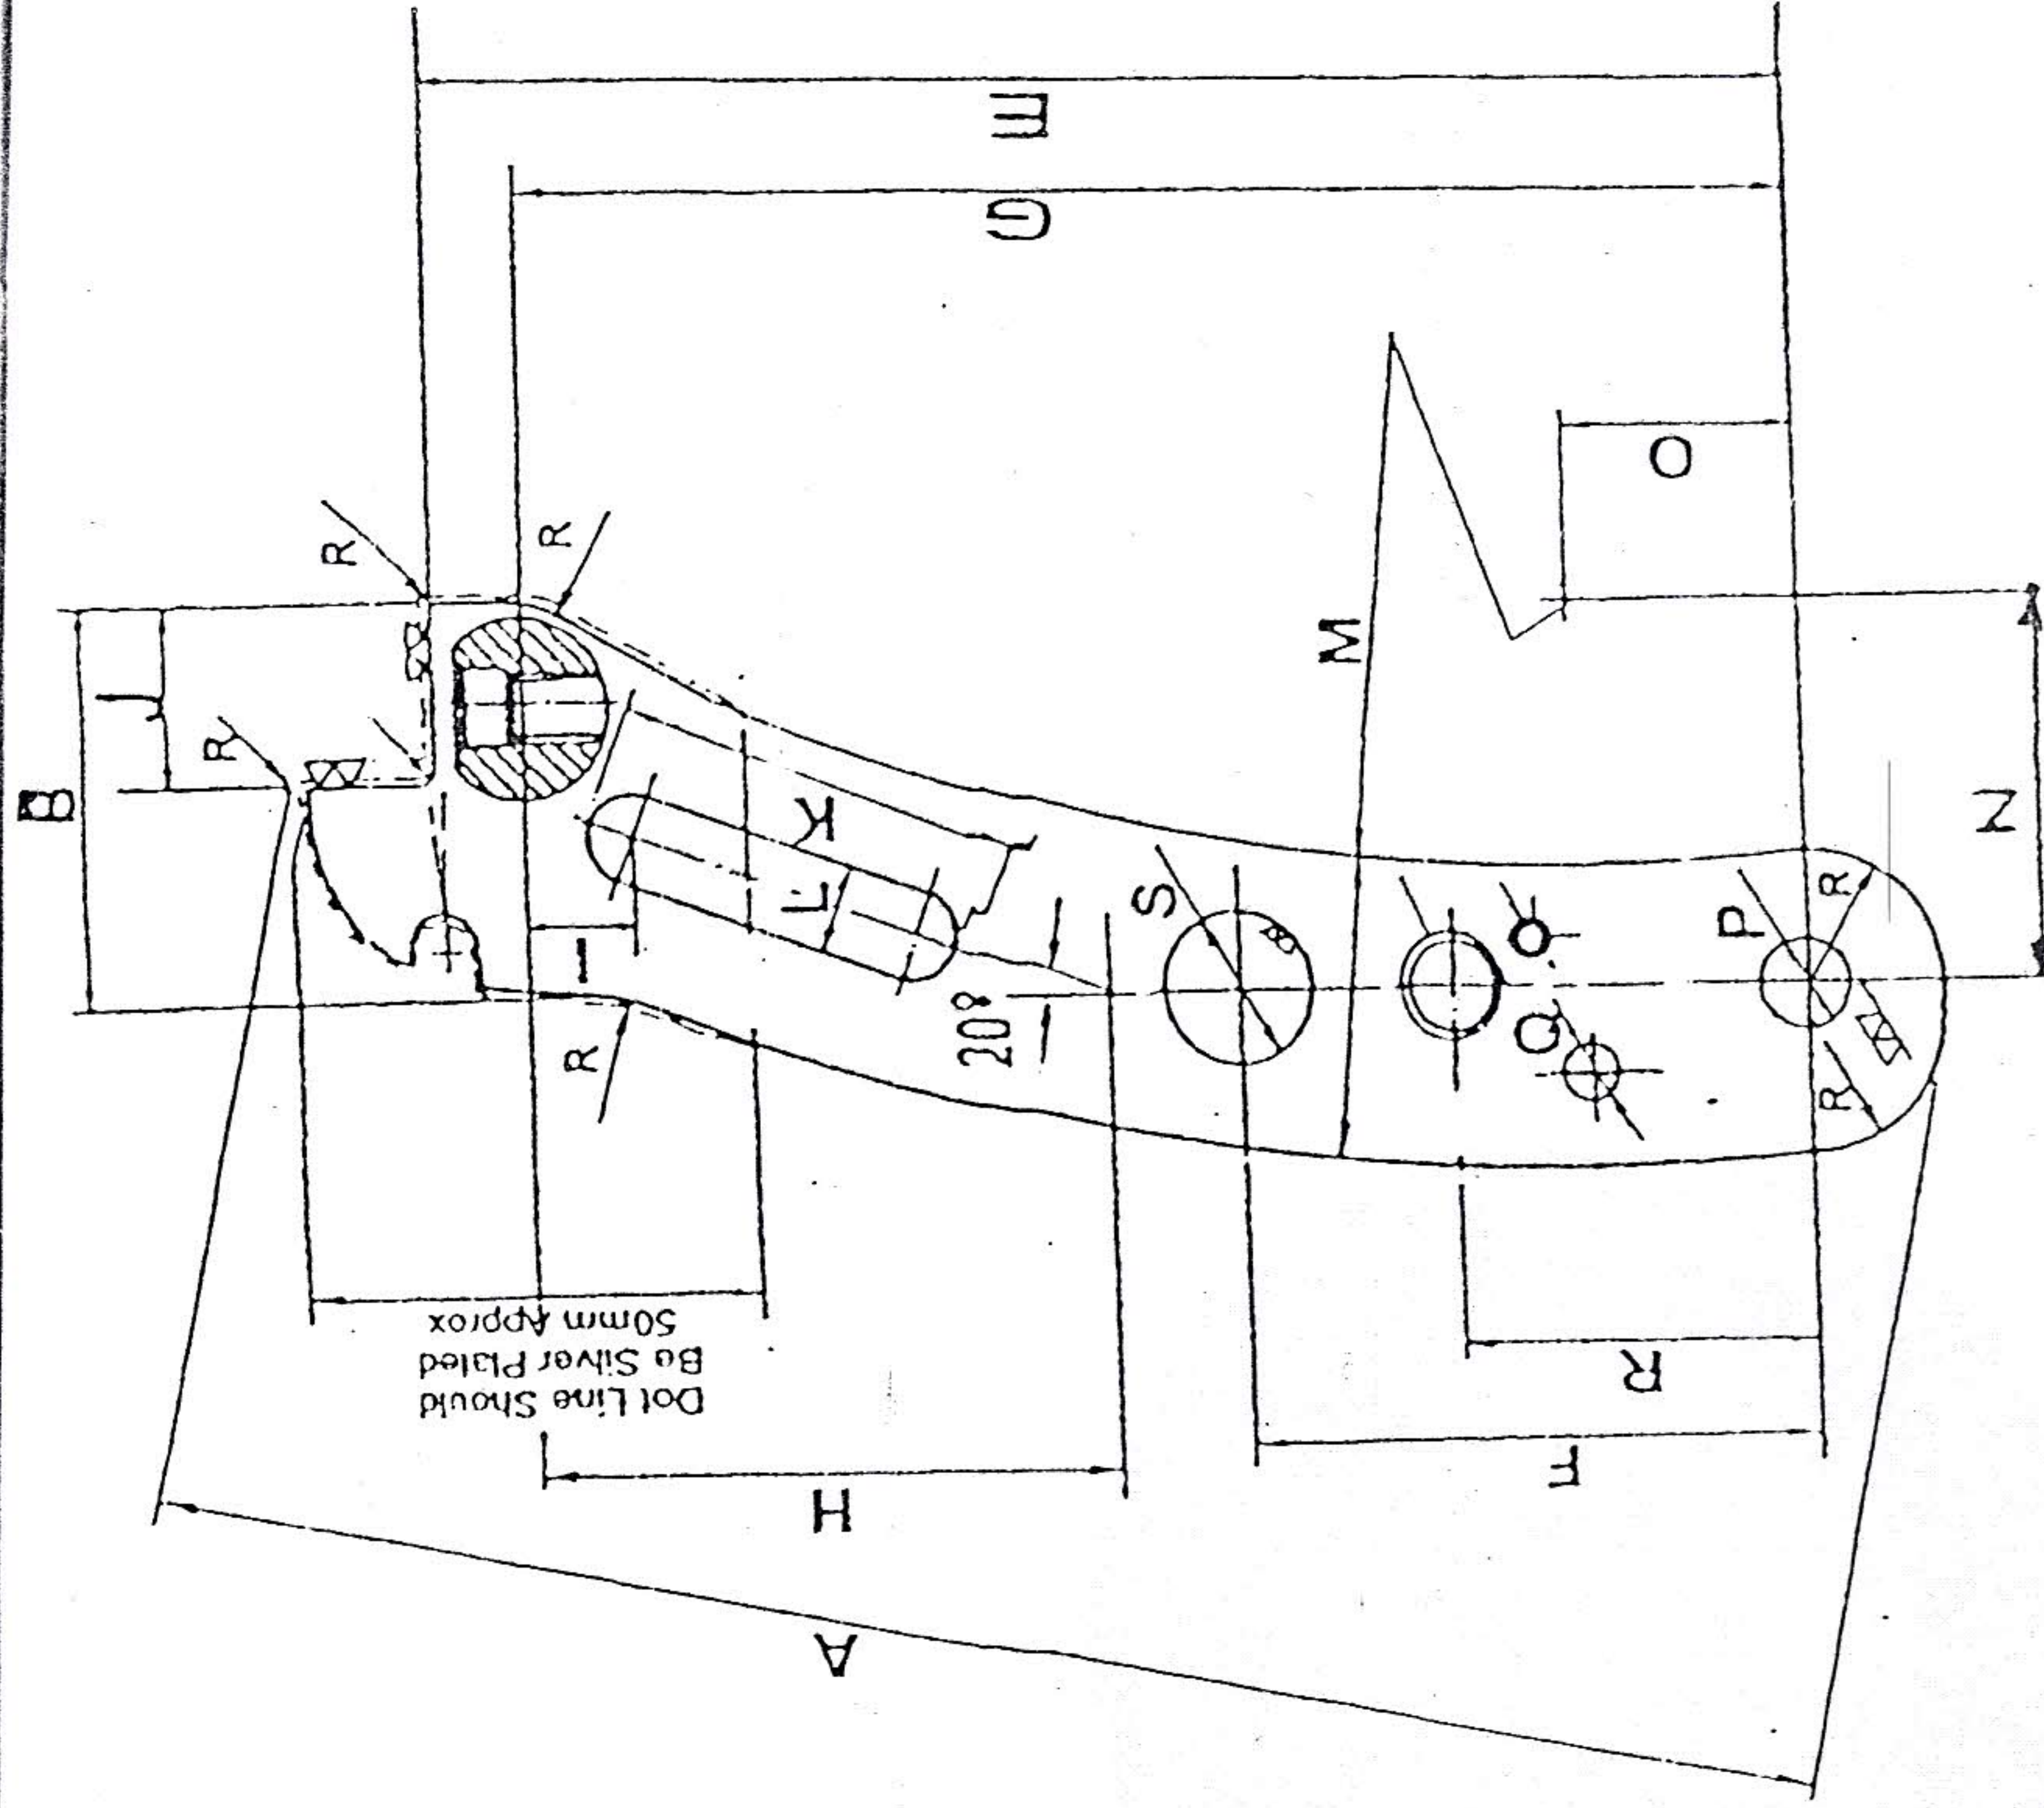 B
J
E
G
R
R
R
K
L
I
M
O
N
S
20°
Q
Q
P
R
R
R
Dot Line Should
Be Silver Plated
50mm Approx
H
R
F
A